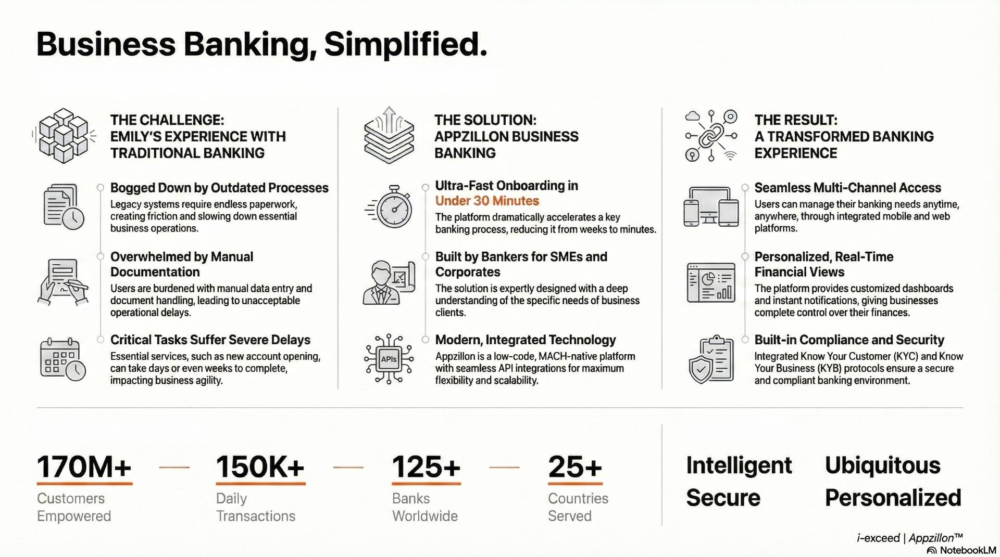 Business Banking, Simplified.
THE CHALLENGE:
EMILY'S EXPERIENCE WITH
TRADITIONAL BANKING
Bogged Down by Outdated Processes
Legacy systems require endless paperwork,
creating friction and slowing down essential
business operations.
Overwhelmed by Manual
Documentation
Users are burdened with manual data entry and
document handling, leading to unacceptable
operational delays.
Critical Tasks Suffer Severe Delays
Essential services, such as new account opening,
can take days or even weeks to complete,
impacting business agility.
THE SOLUTION:
APPZILLON BUSINESS
BANKING
Ultra-Fast Onboarding in
Under 30 Minutes
The platform dramatically accelerates a key
banking process, reducing it from weeks to minutes.
Built by Bankers for SMEs and
Corporates
The solution is expertly designed with a deep
understanding of the specific needs of business
clients.
APIs
Modern, Integrated Technology
Appzillon is a low-code, MACH-native platform
with seamless API integrations for maximum
flexibility and scalability.
THE RESULT:
A TRANSFORMED BANKING
EXPERIENCE
Seamless Multi-Channel Access
Users can manage their banking needs anytime,
anywhere, through integrated mobile and web
platforms.
Personalized, Real-Time
Financial Views
The platform provides customized dashboards
and instant notifications, giving businesses
complete control over their finances.
Built-in Compliance and Security
Integrated Know Your Customer (KYC) and Know
Your Business (KYB) protocols ensure a secure
and compliant banking environment.
170M+
Customers
Empowered
150K+
Daily
Transactions
125+
Banks
Worldwide
25+
Countries
Served
Intelligent
Ubiquitous
Secure
Personalized
i-exceed | Appzillon™
NotebookLM